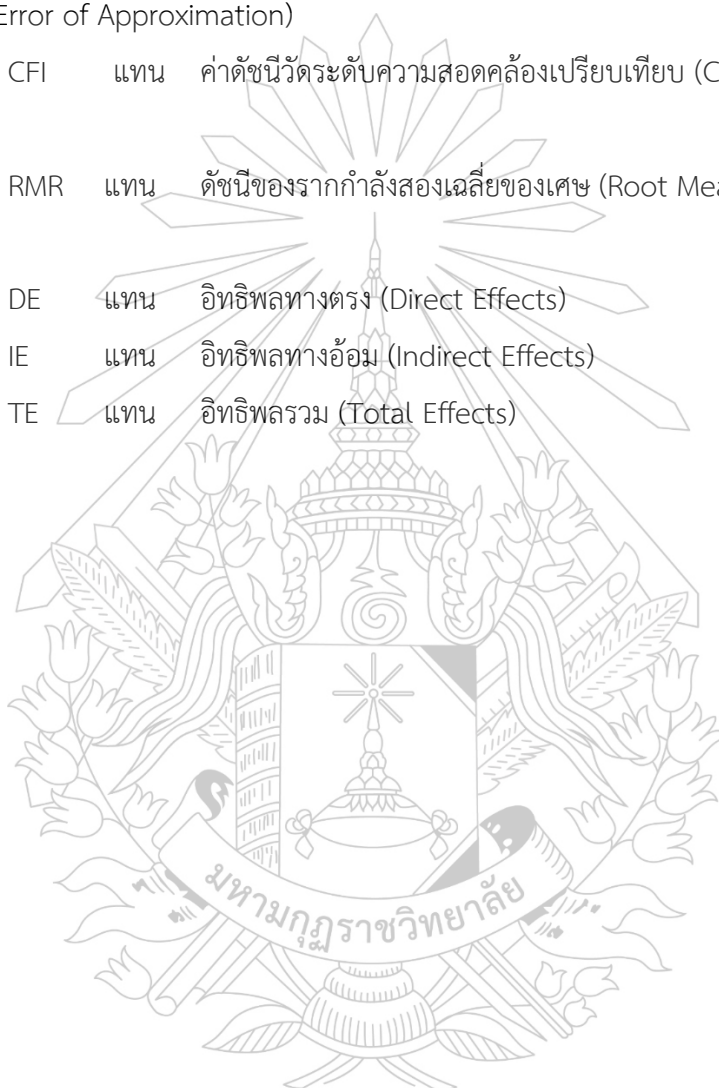 Error of Approximation)
CFI แทน ค่าดัชนีวัดระดับความสอดคล้องเปรียบเทียบ (C
RMR แทน ดัชนีของรากกำลังสองเฉลี่ยของเศษ (Root Mea
DE แทน อิทธิพลทางตรง (Direct Effects)
IE แทน อิทธิพลทางอ้อม (Indirect Effects)
TE แทน อิทธิพลรวม (Total Effects)
มหามกุฏราชวิทยาลัย